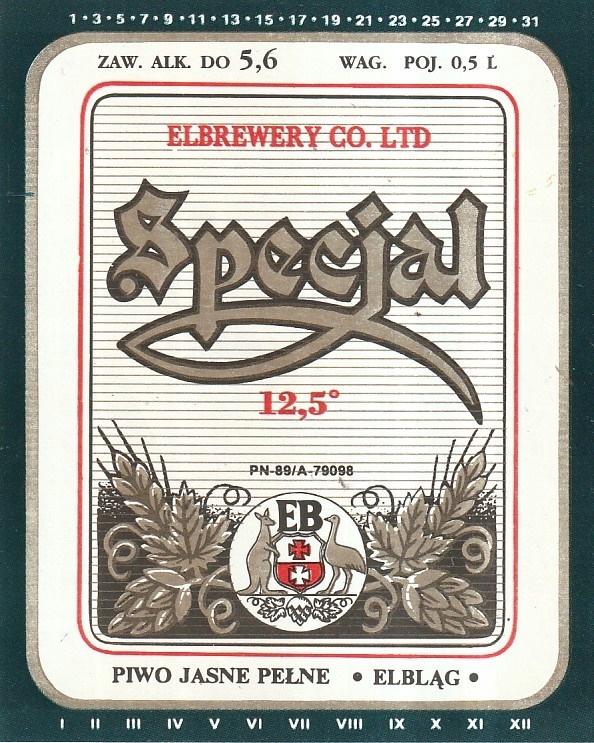 1 • 3 • 5 • 7 • 9 • 11 • 13 • 15 • 17 • 19 • 21 • 23 • 25 • 27 • 29 • 31
ZAW. ALK. DO 5,6 WAG. POJ. 0,5 Ł
ELBREWERY CO. LTD
Specjal
12,5°
PN-89/A-79098
EB
PIWO JASNE PEŁNE • ELBLĄG •
I II III IV V VI VII VIII IX X XI XII